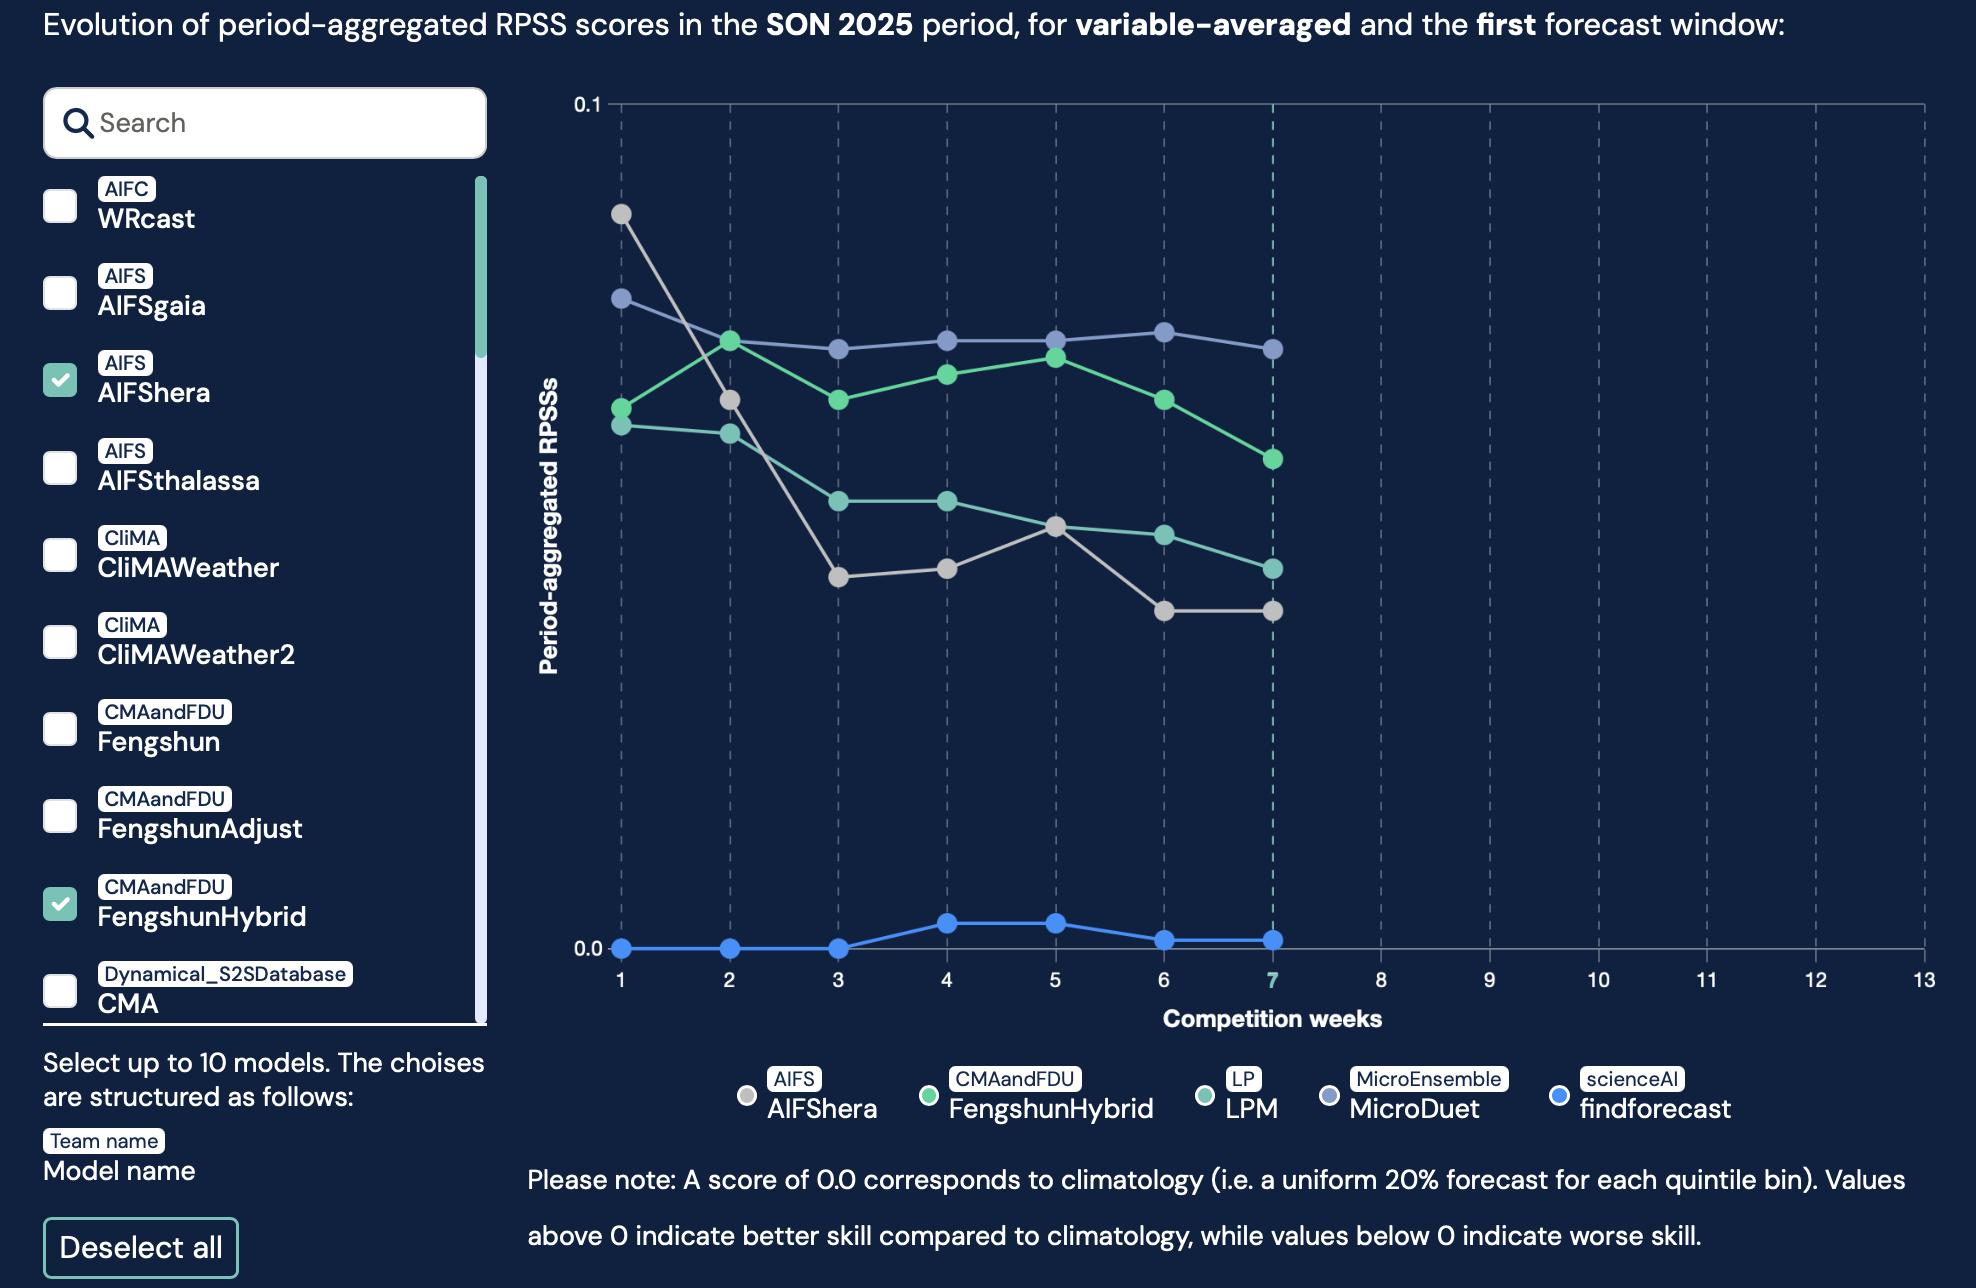 Evolution of period-aggregated RPSS scores in the SON 2025 period, for variable-averaged and the first forecast window:
Search
AIFC
WRcast
AIFS
AIFSgaia
AIFS
AIFShera
AIFS
AIFSthalassa
CliMA
CliMAWeather
CliMA
CliMAWeather2
CMAandFDU
Fengshun
CMAandFDU
FengshunAdjust
CMAandFDU
FengshunHybrid
Dynamical_S2SDatabase
CMA
Select up to 10 models. The choises
are structured as follows:
Team name
Model name
Deselect all
Period-aggregated RPSSs
0.1
0.0
1 2 3 4 5 6 7 8 9 10 11 12 13
Competition weeks
AIFS CMAandFDU LP MicroEnsemble scienceAI
AIFShera FengshunHybrid LPM MicroDuet findforecast
Please note: A score of 0.0 corresponds to climatology (i.e. a uniform 20% forecast for each quintile bin). Values
above 0 indicate better skill compared to climatology, while values below 0 indicate worse skill.